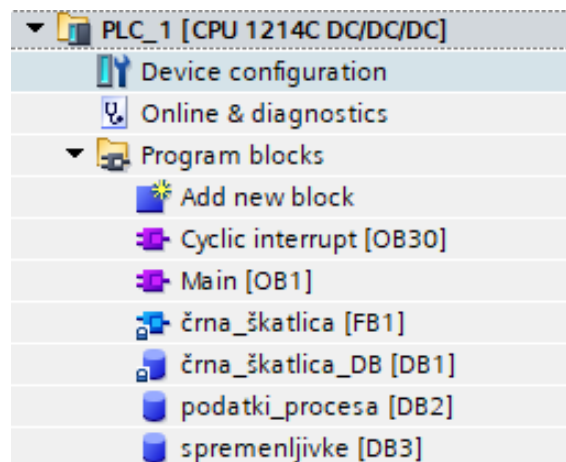 PLC_1 [CPU 1214C DC/DC/DC]
Device configuration
Online & diagnostics
Program blocks
Add new block
Cyclic interrupt [OB30]
Main [OB1]
črna_škatlica [FB1]
črna_škatlica_DB [DB1]
podatki_procesa [DB2]
spremenljivke [DB3]